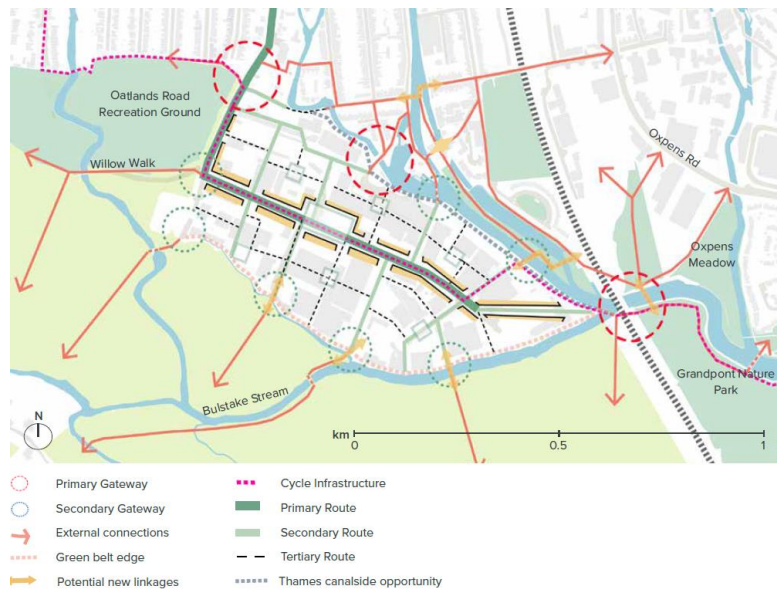 Oatlands Road
Recreation Ground
Willow Walk
Oxpens Rd
Oxpens
Meadow
Grandpont Nature
Park
Bulstake Stream
N
km
0
0.5
1
Primary Gateway
Secondary Gateway
External connections
Green belt edge
Potential new linkages
Cycle Infrastructure
Primary Route
Secondary Route
Tertiary Route
Thames canalside opportunity